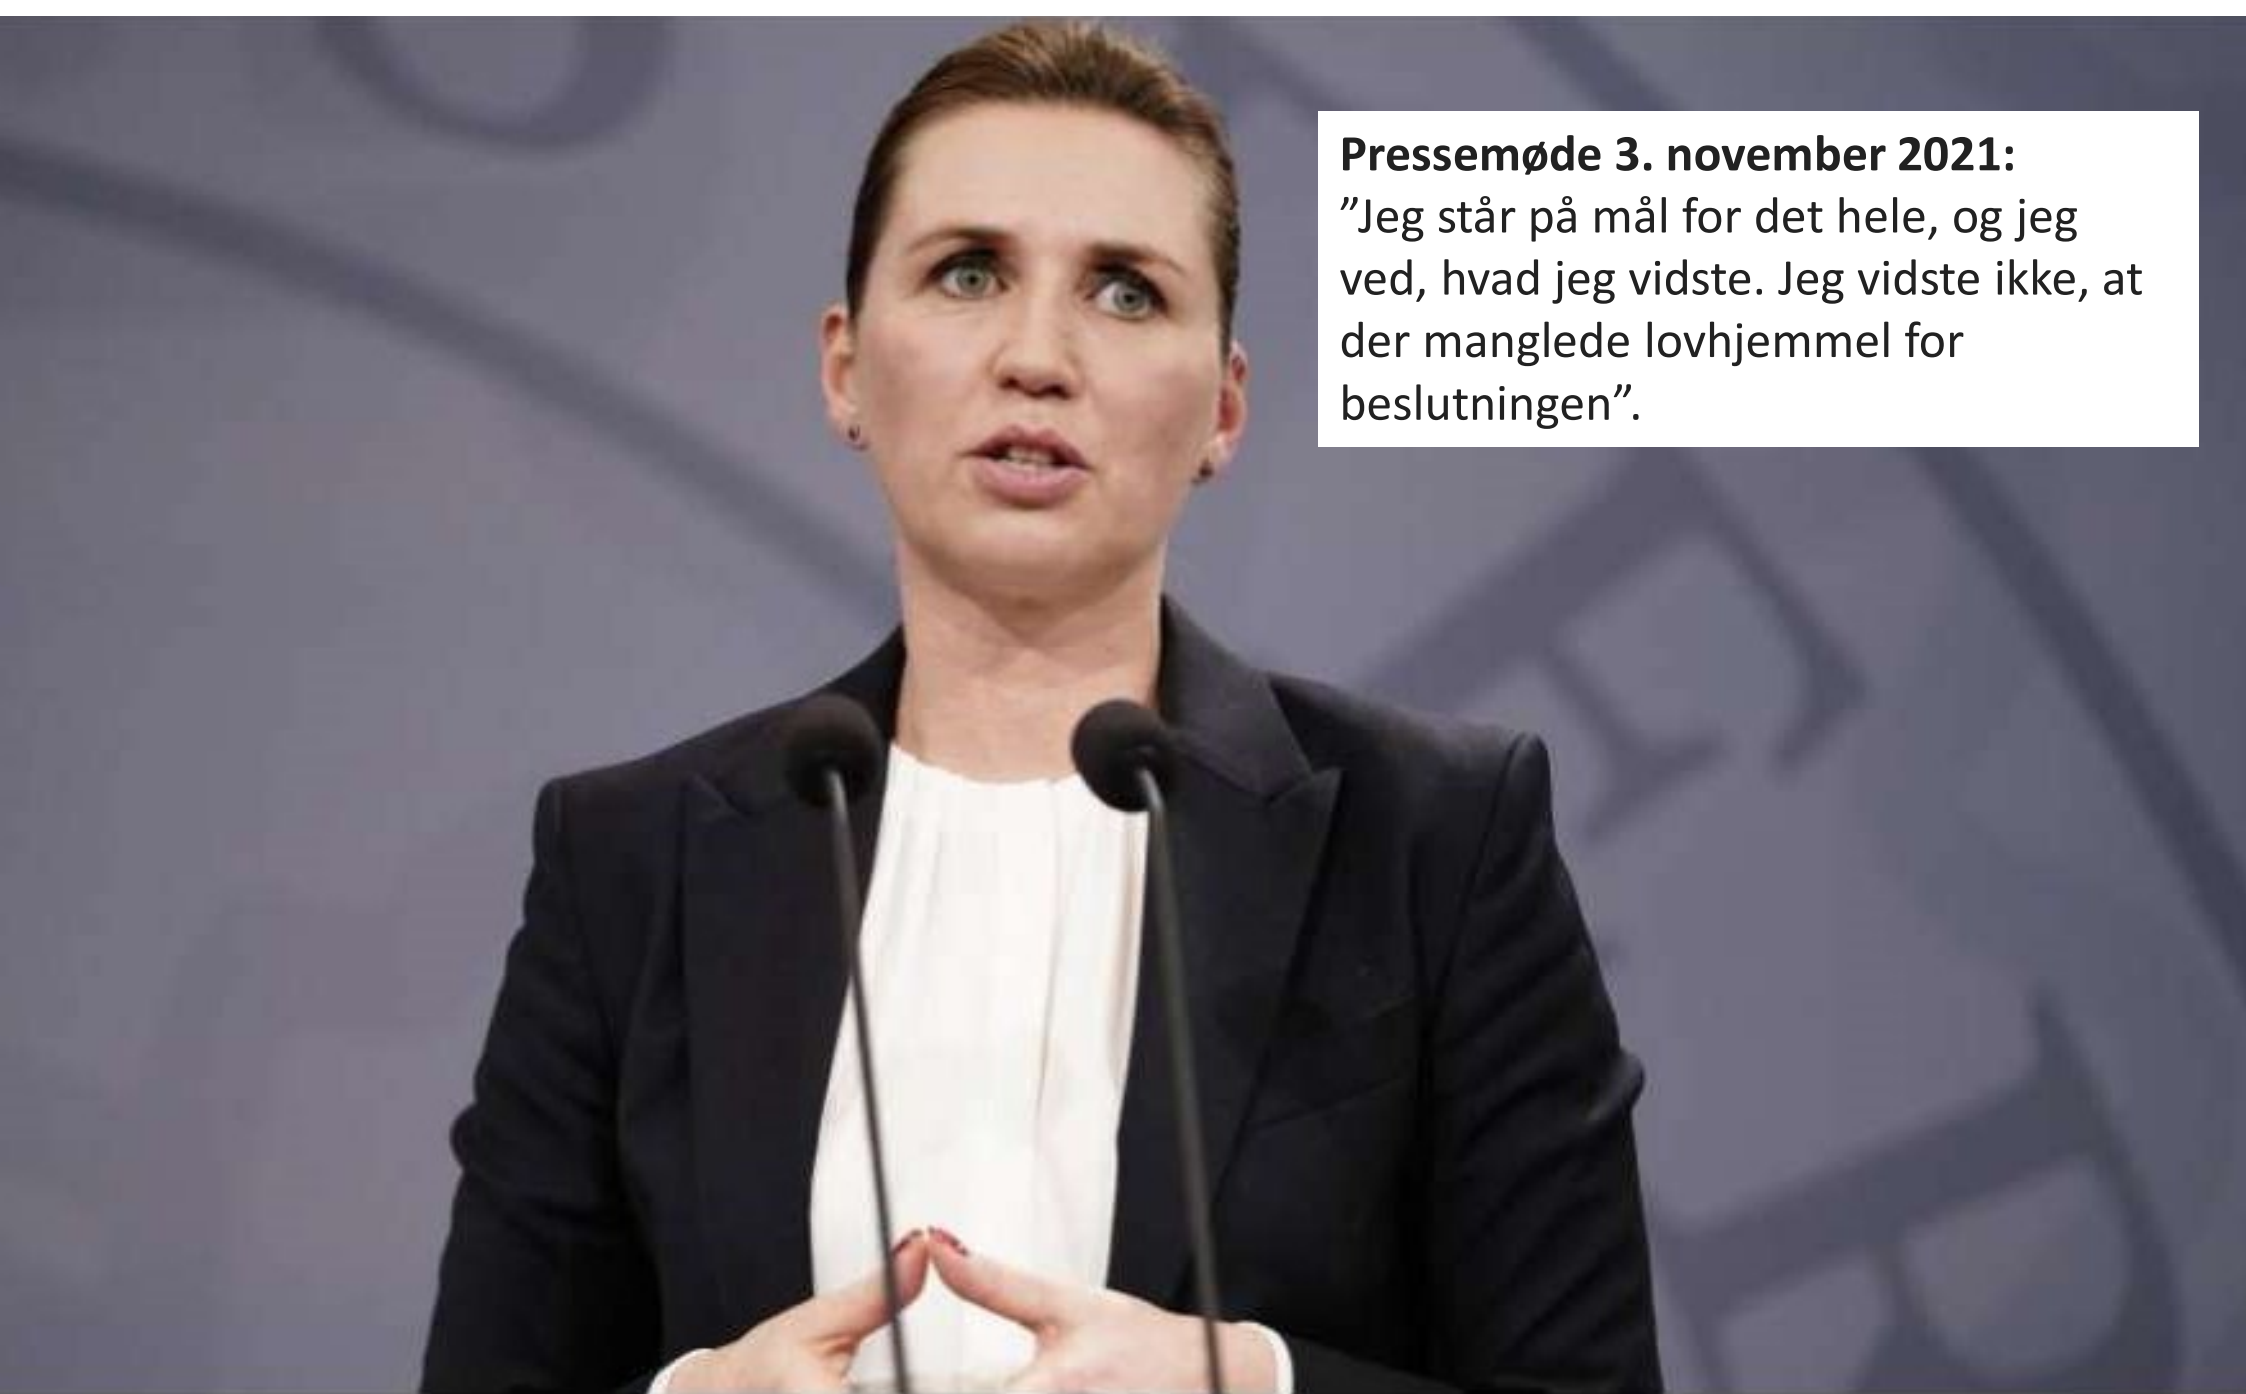 Pressemøde 3. november 2021:
”Jeg står på mål for det hele, og jeg
ved, hvad jeg vidste. Jeg vidste ikke, at
der manglede lovhjemmel for
beslutningen”.